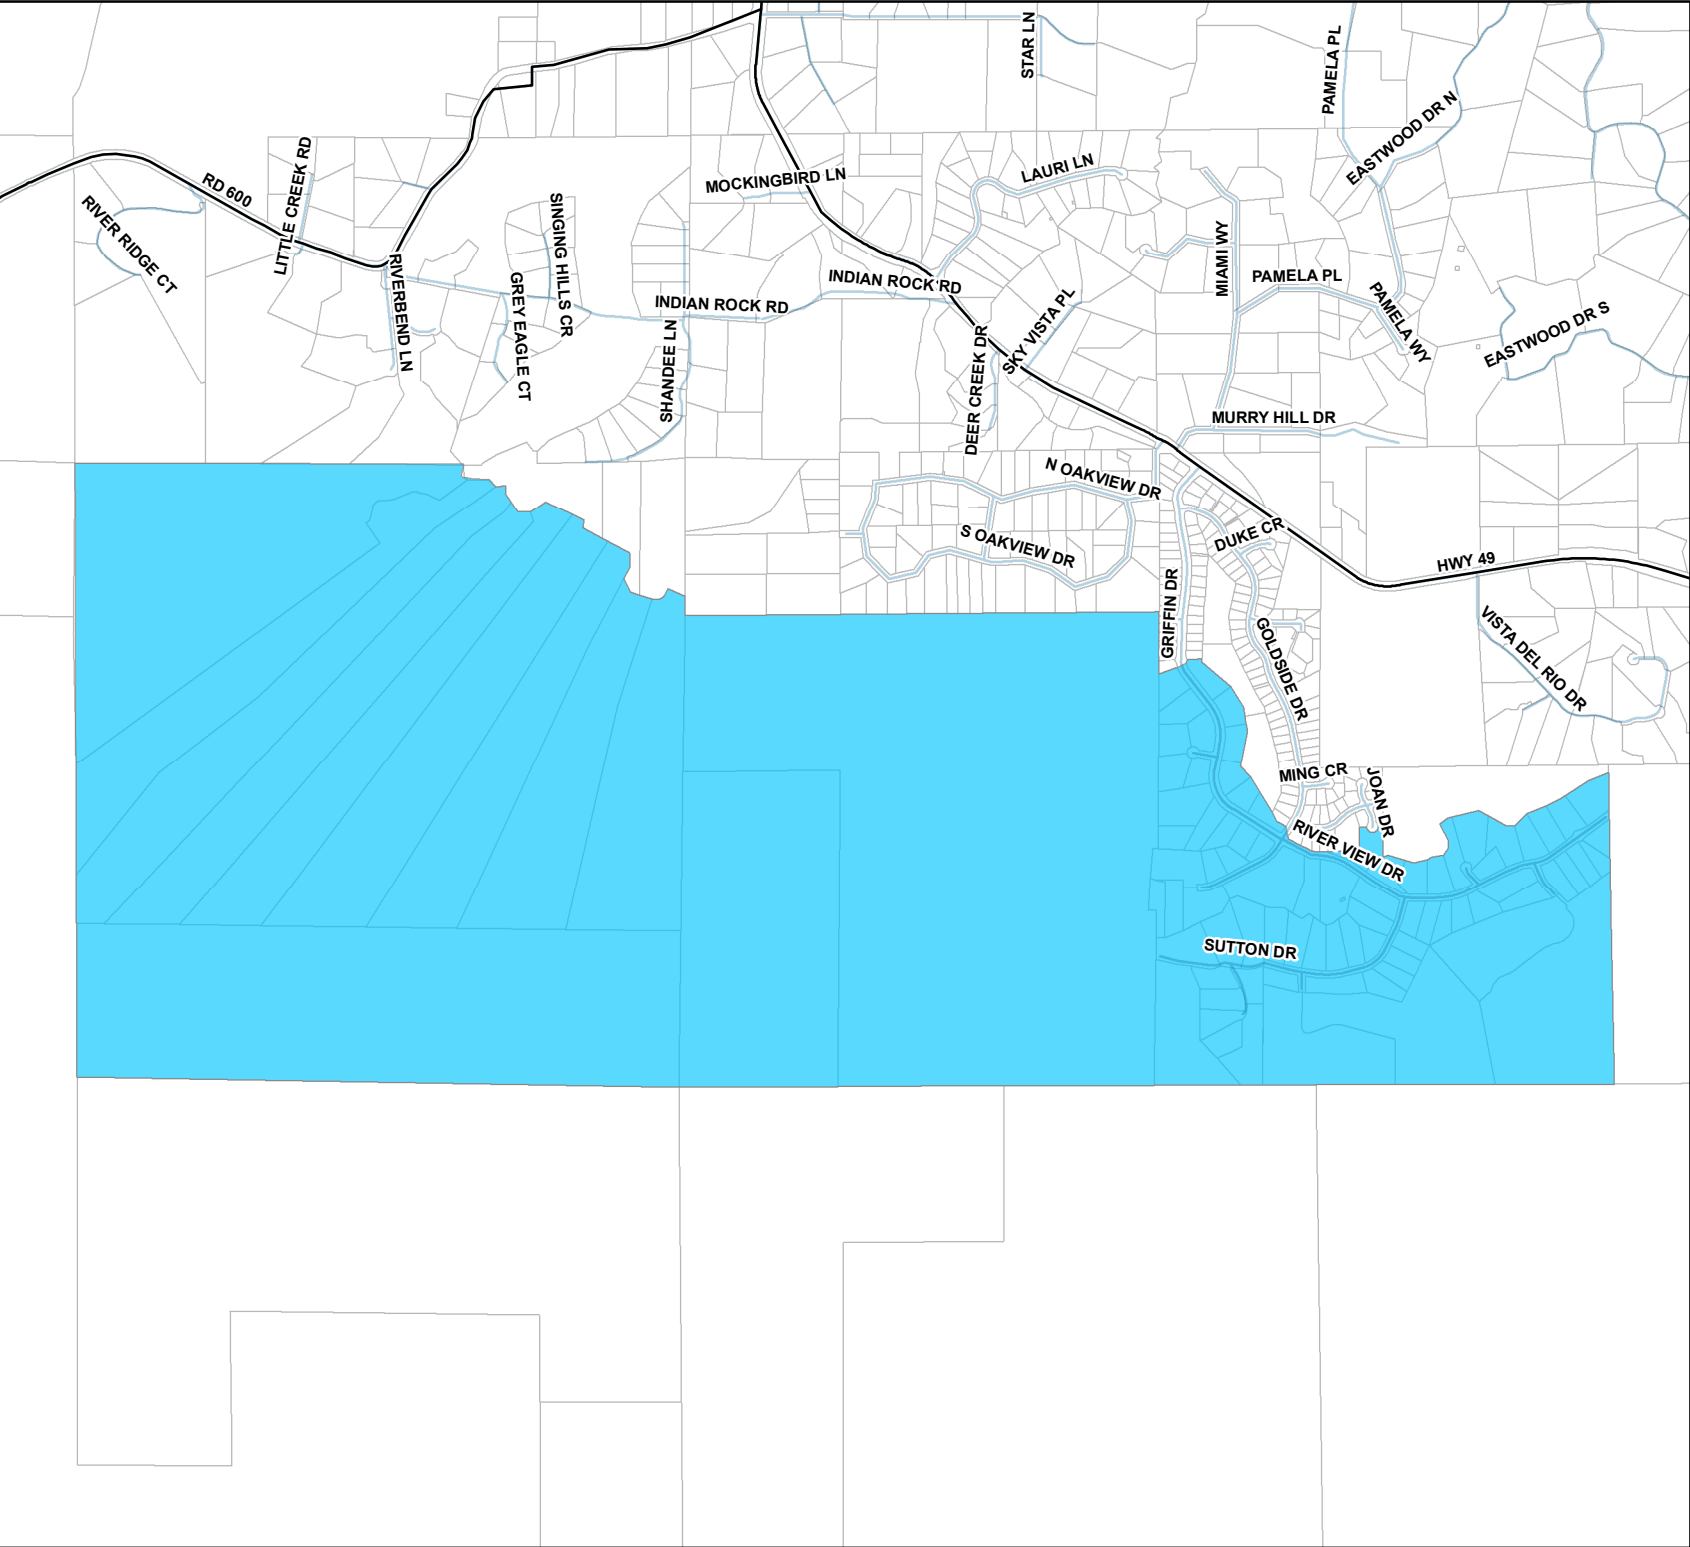 STAR LN
PAMELA PL
EASTWOOD DR N
LITTLE CREEK RD
RD 600
RIVER RIDGE CT
MOCKINGBIRD LN
LAURI LN
SINGING HILLS CR
RIVERBEND LN
GREY EAGLE CT
INDIAN ROCK RD
INDIAN ROCK RD
SHANDEE LN
MIAMI WY
PAMELA PL
PAMELA WY
EASTWOOD DR S
SKY VISTA PL
DEER CREEK DR
MURRY HILL DR
N OAKVIEW DR
S OAKVIEW DR
DUKE CR
HWY 49
GRIFFIN DR
GOLDSIDE DR
VISTA DEL RIO DR
MING CR
JOAN DR
RIVER VIEW DR
SUTTON DR